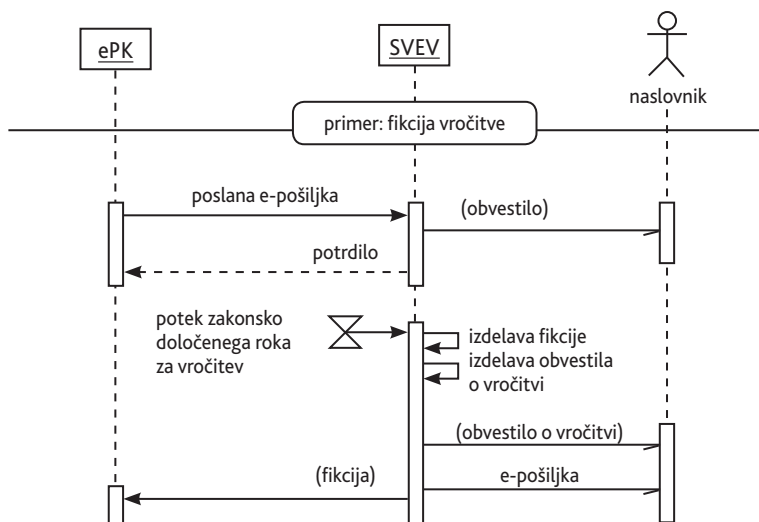 ePK
SVEV
naslovnik
primer: fikcija vročitve
poslana e-pošiljka
(obvestilo)
potrdilo
potek zakonsko
določenega roka
za vročitev
izdelava fikcije
izdelava obvestila
o vročitvi
(obvestilo o vročitvi)
(fikcija)
e-pošiljka